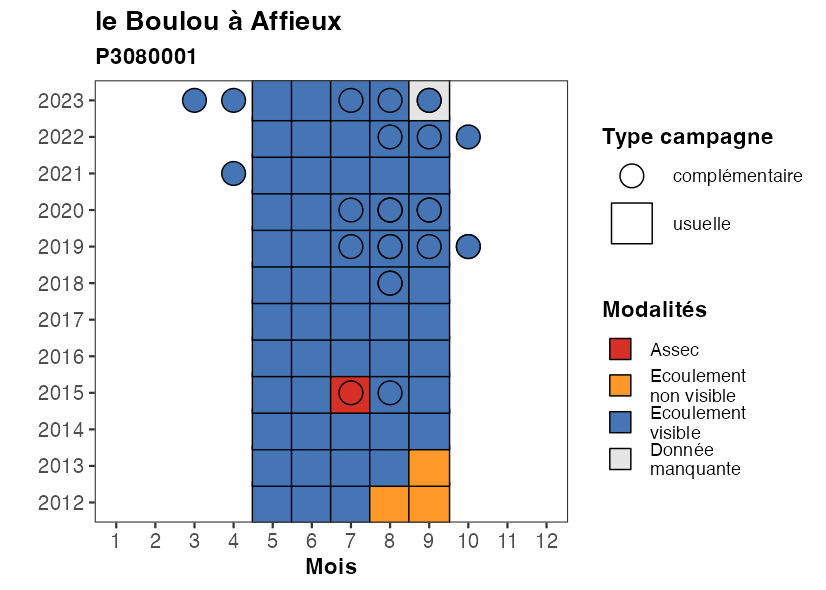 le Boulou à Affieux
P3080001
2023
2022
2021
2020
2019
2018
2017
2016
2015
2014
2013
2012
1 2 3 4 5 6 7 8 9 10 11 12
Mois
Type campagne
complémentaire
usuelle
Modalités
Assec
Ecoulement
non visible
Ecoulement
visible
Donnée
manquante